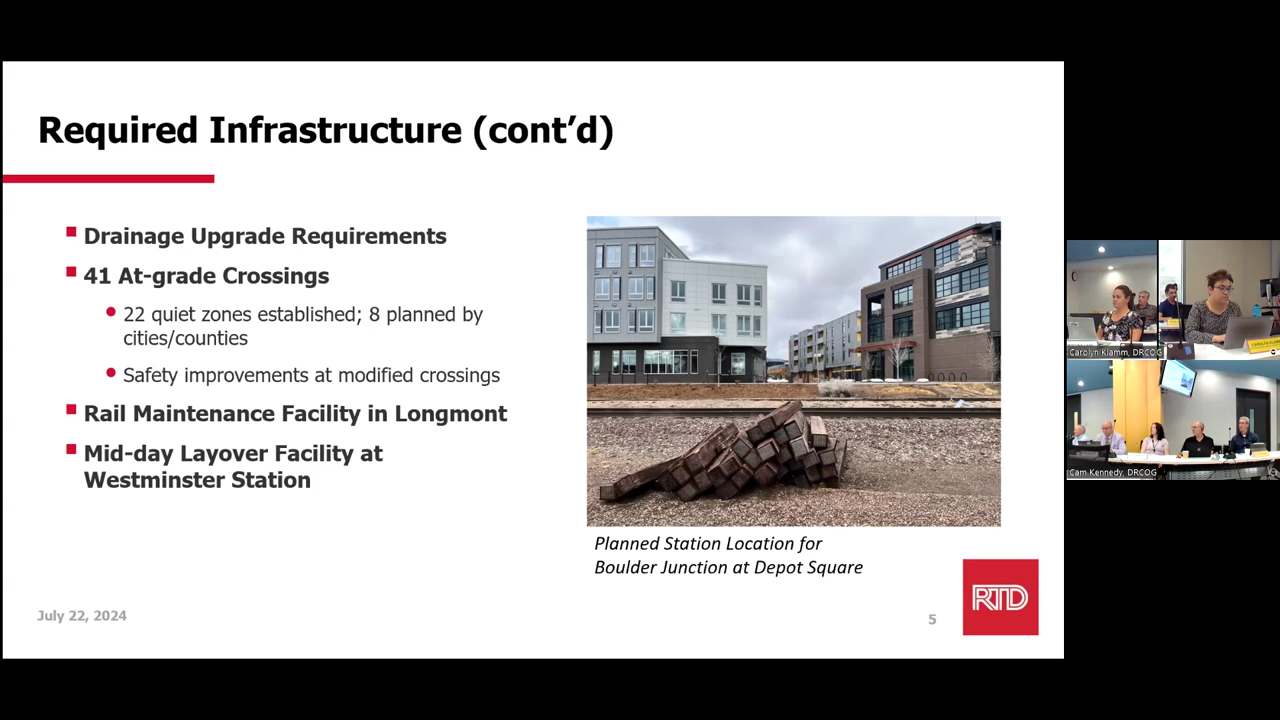 Required Infrastructure (cont’d)
Drainage Upgrade Requirements
41 At-grade Crossings
22 quiet zones established; 8 planned by
cities/counties
Safety improvements at modified crossings
Rail Maintenance Facility in Longmont
Mid-day Layover Facility at
Westminster Station
Planned Station Location for
Boulder Junction at Depot Square
July 22, 2024
5
RTD
Carolyn Klamm, DRCOG
Cam Kennedy, DRCOG